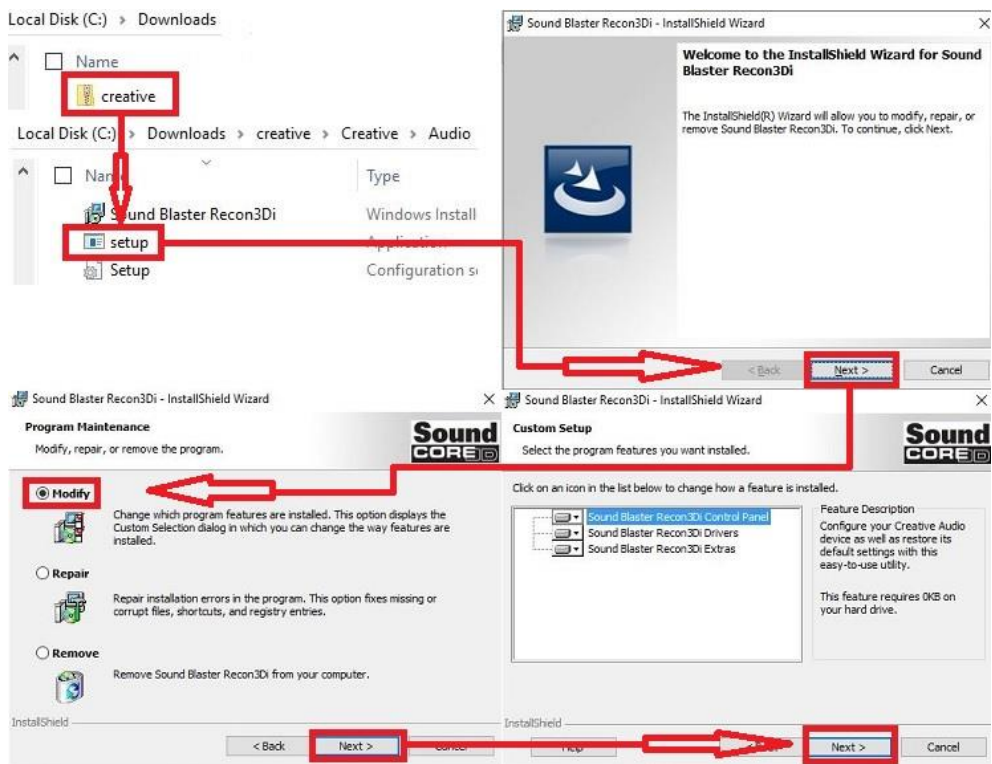 Local Disk (C:) > Downloads
Name
creative
Local Disk (C:) > Downloads > creative > Creative > Audio
Name Type
Sound Blaster Recon3Di Windows Install
setup Application
Setup Configuration se
Sound Blaster Recon3Di - InstallShield Wizard
Welcome to the InstallShield Wizard for Sound
Blaster Recon3Di
The InstallShield(R) Wizard will allow you to modify, repair, or
remove Sound Blaster Recon3Di. To continue, click Next.
< Back Next > Cancel
Sound Blaster Recon3Di - InstallShield Wizard
Program Maintenance
Modify, repair, or remove the program.
Sound
CORE3D
Modify
Change which program features are installed. This option displays the
Custom Selection dialog in which you can change the way features are
installed.
Repair
Repair installation errors in the program. This option fixes missing or
corrupt files, shortcuts, and registry entries.
Remove
Remove Sound Blaster Recon3Di from your computer.
InstallShield
< Back Next > Cancel
Sound Blaster Recon3Di - InstallShield Wizard
Custom Setup
Select the program features you want installed.
Sound
CORE3D
Click on an icon in the list below to change how a feature is installed.
Sound Blaster Recon3Di Control Panel
Sound Blaster Recon3Di Drivers
Sound Blaster Recon3Di Extras
Feature Description
Configure your Creative Audio
device as well as restore its
default settings with this
easy-to-use utility.
This feature requires 0KB on
your hard drive.
InstallShield
Help Next > Cancel